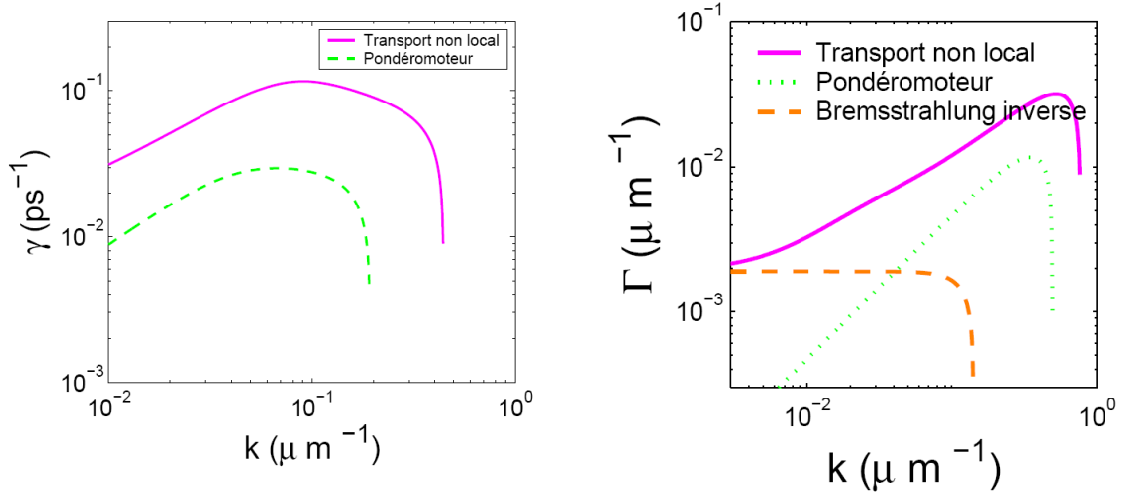 Transport non local
Pondéromoteur
10⁻¹
10⁻²
10⁻³
γ (ps⁻¹)
10⁻²
10⁻¹
10⁰
k (μ m ⁻¹)
10⁻¹
10⁻²
10⁻³
Γ (μ m ⁻¹)
Transport non local
Pondéromoteur
Bremsstrahlung inverse
10⁻²
10⁰
k (μ m ⁻¹)